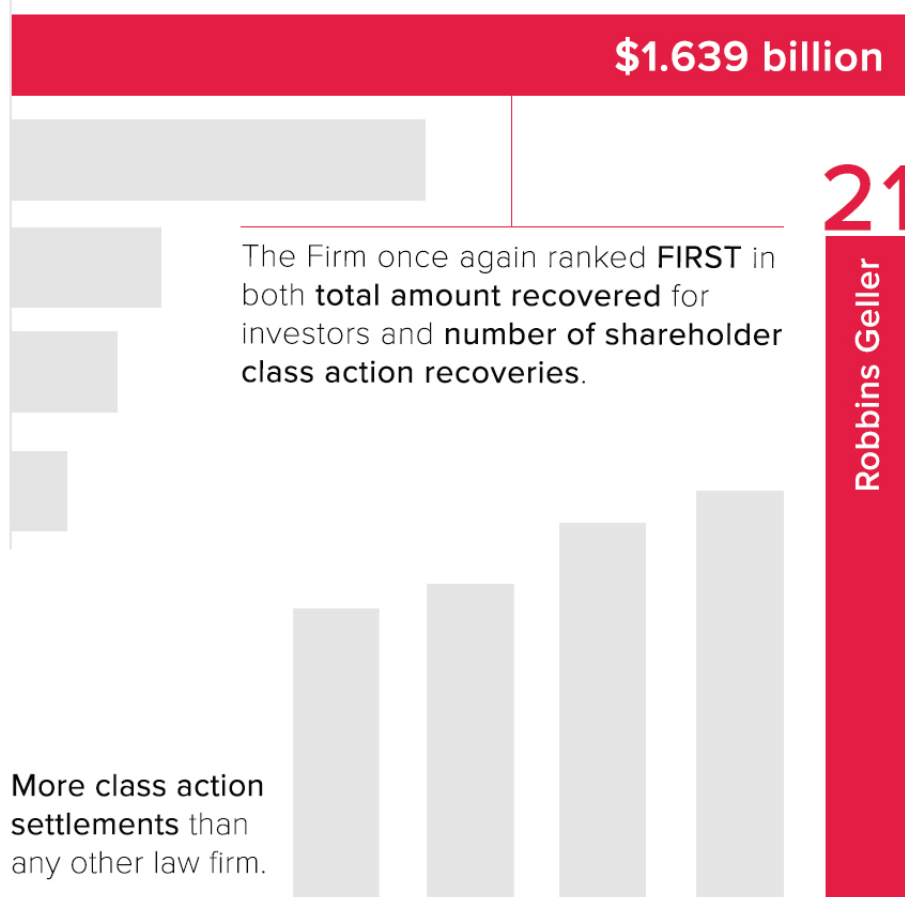 $1.639 billion
21
The Firm once again ranked FIRST in
both total amount recovered for
investors and number of shareholder
class action recoveries.
Robbins Geller
More class action
settlements than
any other law firm.